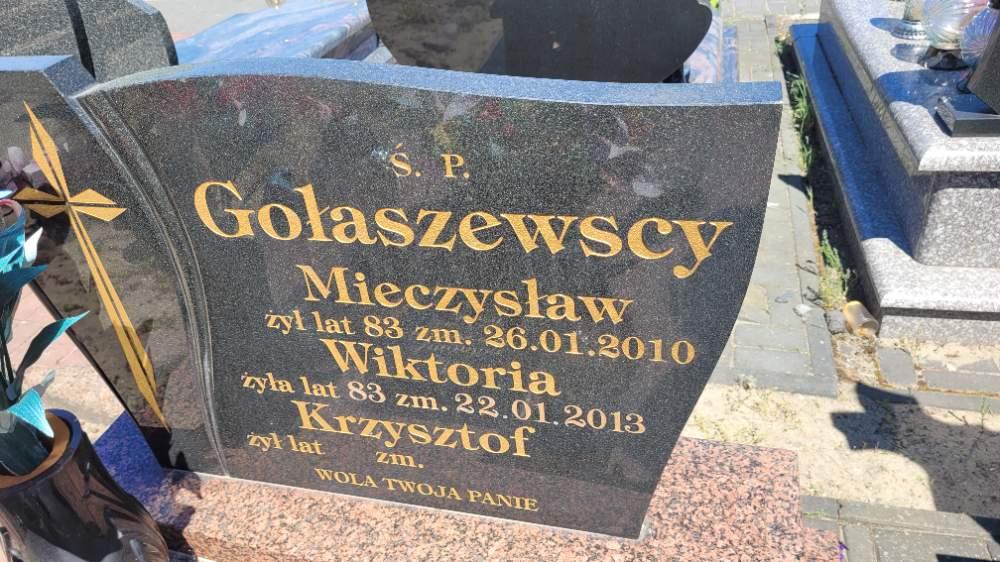 Ś. P.
Gołaszewscy
Mieczysław
żył lat 83 zm. 26.01.2010
Wiktoria
żyła lat 83 zm. 22.01.2013
Krzysztof
żył lat zm.
WOLA TWOJA PANIE